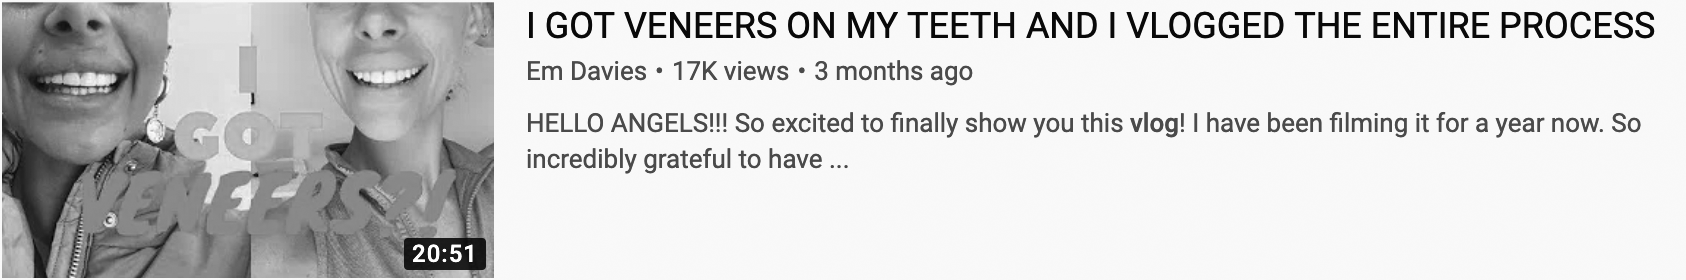 I
GOT
VENEERS?!
20:51
I GOT VENEERS ON MY TEETH AND I VLOGGED THE ENTIRE PROCESS
Em Davies • 17K views • 3 months ago
HELLO ANGELS!!! So excited to finally show you this vlog! I have been filming it for a year now. So
incredibly grateful to have ...